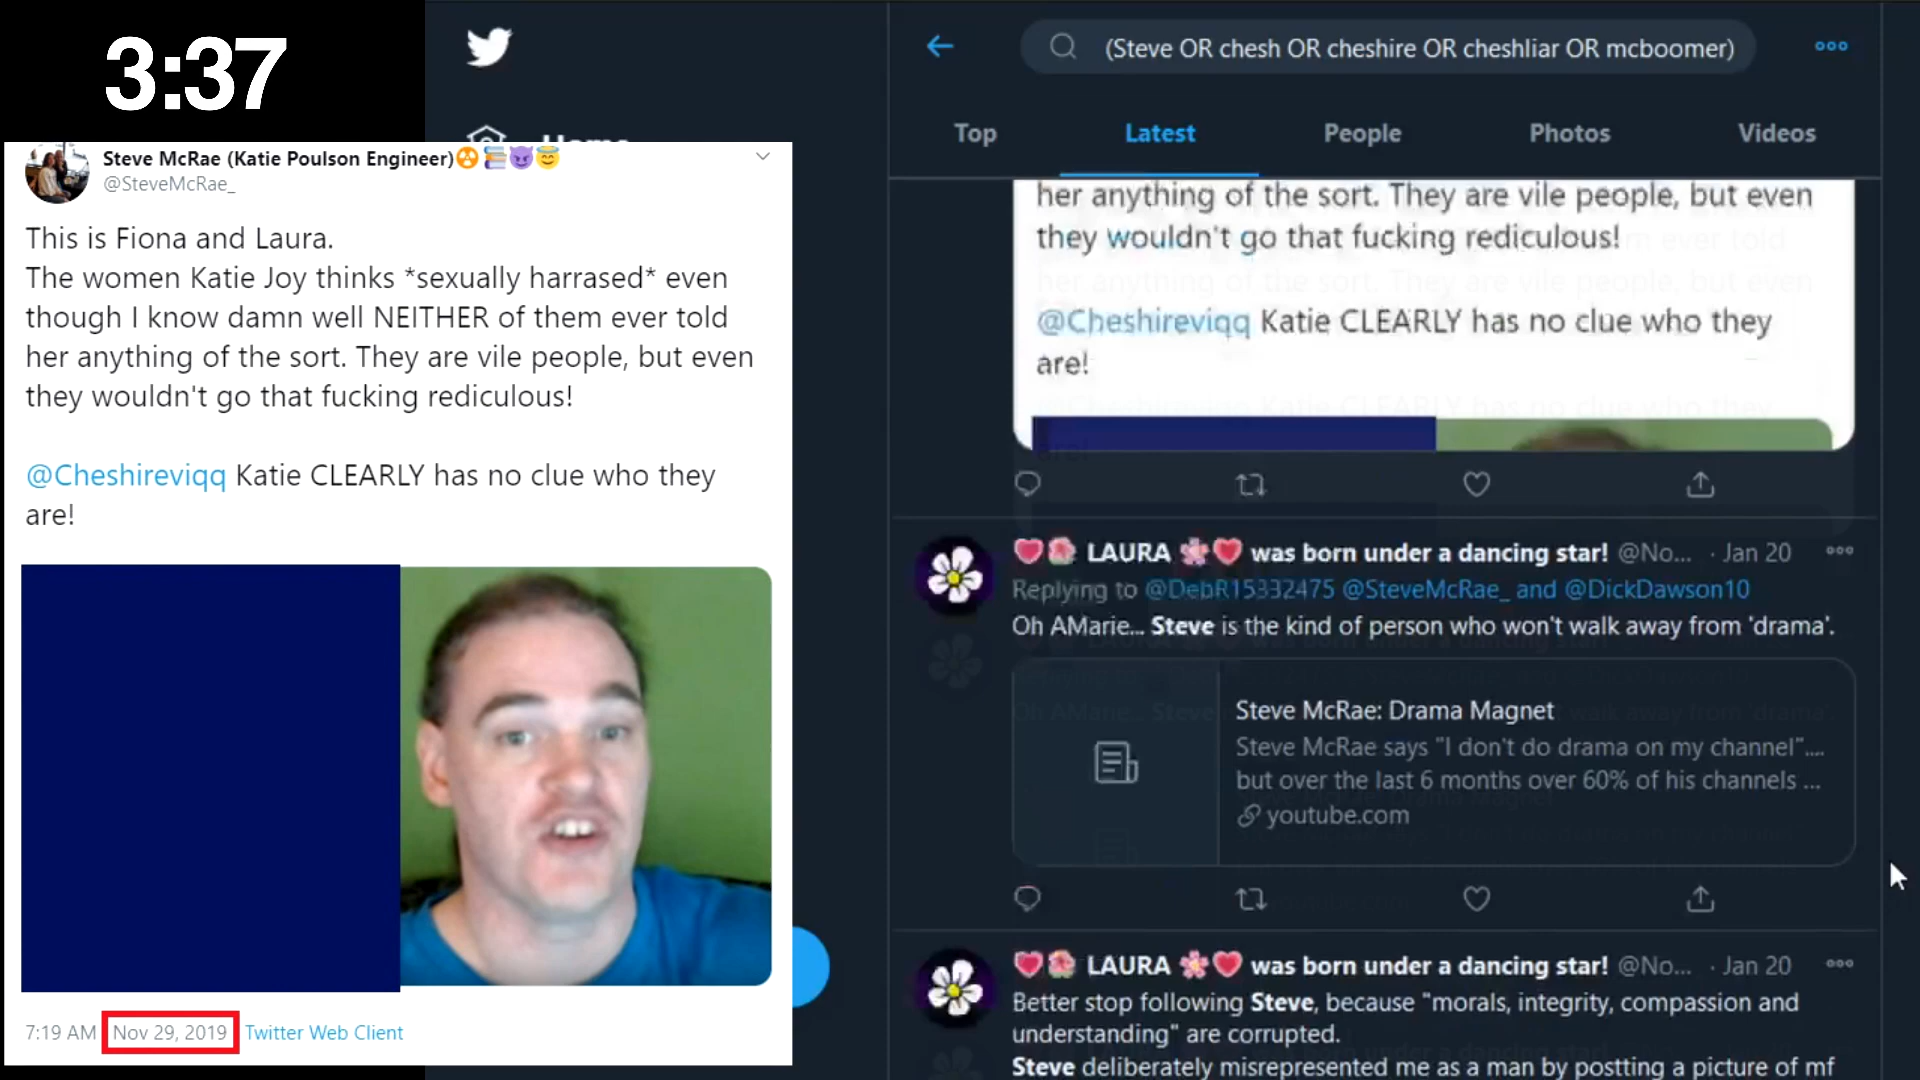 3:37
Steve McRae (Katie Poulson Engineer)
@SteveMcRae_
This is Fiona and Laura.
The women Katie Joy thinks *sexually harrased* even
though I know damn well NEITHER of them ever told
her anything of the sort. They are vile people, but even
they wouldn't go that fucking rediculous!
@Cheshireviqq Katie CLEARLY has no clue who they
are!
7:19 AM Nov 29, 2019 Twitter Web Client
Home
(Steve OR chesh OR cheshire OR cheshliar OR mcboomer)
Top Latest People Photos Videos
her anything of the sort. They are vile people, but even
they wouldn't go that fucking rediculous!
@Cheshireviqq Katie CLEARLY has no clue who they
are!
LAURA was born under a dancing star! @No... · Jan 20
Replying to @DebR15332475 @SteveMcRae_ and @DickDawson10
Oh AMarie... Steve is the kind of person who won't walk away from 'drama'.
Steve McRae: Drama Magnet
Steve McRae says "I don't do drama on my channel"....
but over the last 6 months over 60% of his channels ...
youtube.com
LAURA was born under a dancing star! @No... · Jan 20
Better stop following Steve, because "morals, integrity, compassion and
understanding" are corrupted.
Steve deliberately misrepresented me as a man by postting a picture of mf